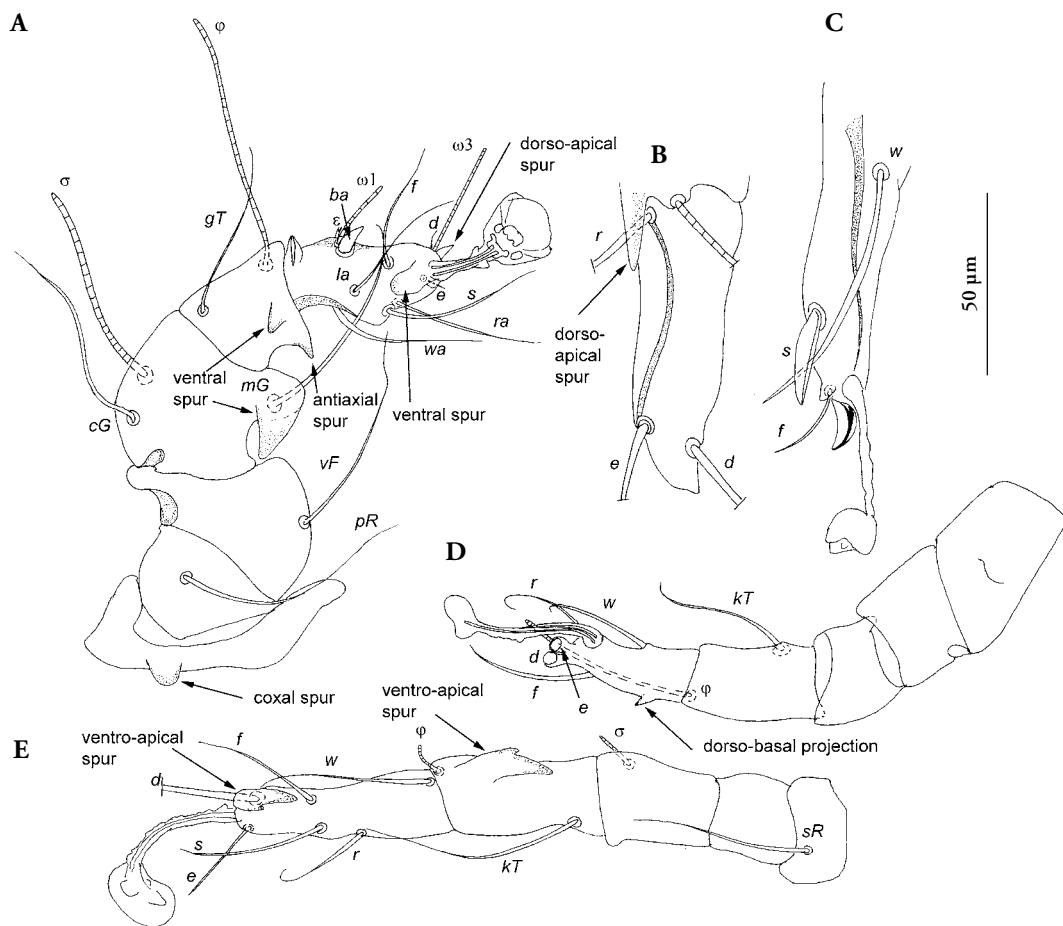 A
φ
C
σ
gT
ba
ω1
ε
f
ω3
dorso-apical
spur
B
w
d
la
e
s
r
ra
wa
ventral
spur
mG
antiaxial
spur
ventral spur
cG
vF
pR
dorso-
apical
spur
s
f
e
d
50 µm
coxal spur
D
r
w
kT
d
f
e
φ
dorso-basal projection
E
ventro-apical
spur
f
ventro-apical
spur
φ
σ
w
d
s
e
r
kT
sR